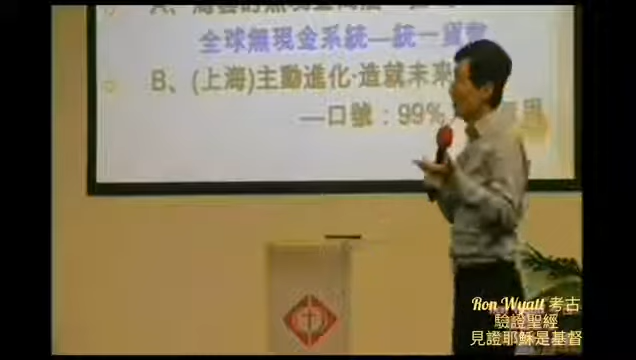 全球無現金系統—統一貨幣
B、(上海)主動進化·造就未來
—口號：99%
Ron Wyatt 考古
驗證聖經
見證耶穌是基督